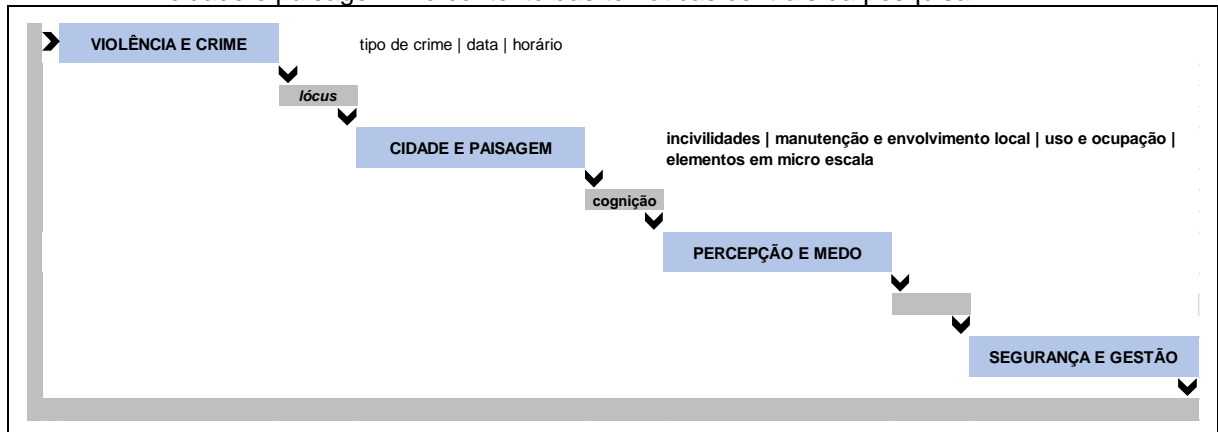 VIOLÊNCIA E CRIME
tipo de crime | data | horário
lócus
CIDADE E PAISAGEM
incivilidades | manutenção e envolvimento local | uso e ocupação |
elementos em micro escala
cognição
PERCEPÇÃO E MEDO
SEGURANÇA E GESTÃO